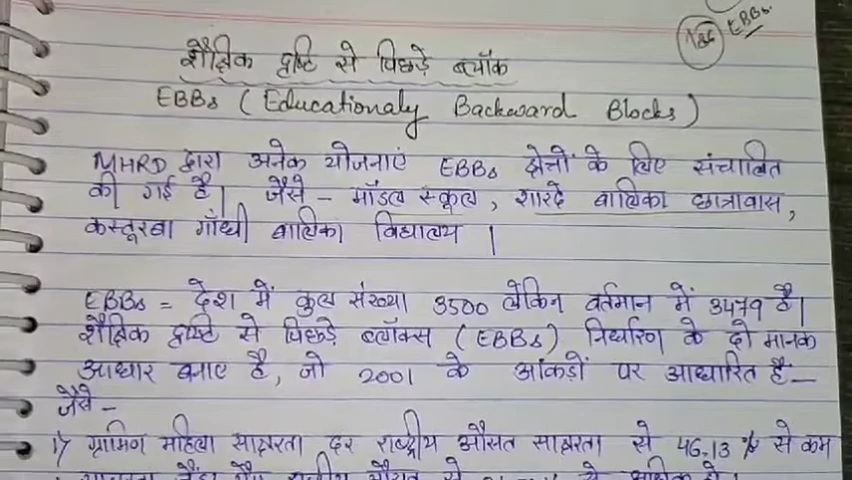 EBBs.
शैक्षिक दृष्टि से पिछड़े ब्लॉक
EBBs (Educationaly Backward Blocks)
MHRD द्वारा अनेक योजनाएं EBBs क्षेत्रों के लिए संचालित
की गई है। जैसे - मॉडल स्कूल, शारदे बालिका छात्रावास,
कस्तूरबा गाँधी बालिका विद्यालय।
EBBs = देश में कुल संख्या 3500 लेकिन वर्तमान में 3479 है।
शैक्षिक दृष्टि से पिछड़े ब्लॉक्स (EBBs) निर्धारण के दो मानक
आधार बनाए है, जो 2001 के आंकड़ों पर आधारित है—
जैसे -
1) ग्रामिण महिला साक्षरता दर राष्ट्रीय औसत साक्षरता से 46.13 % से कम